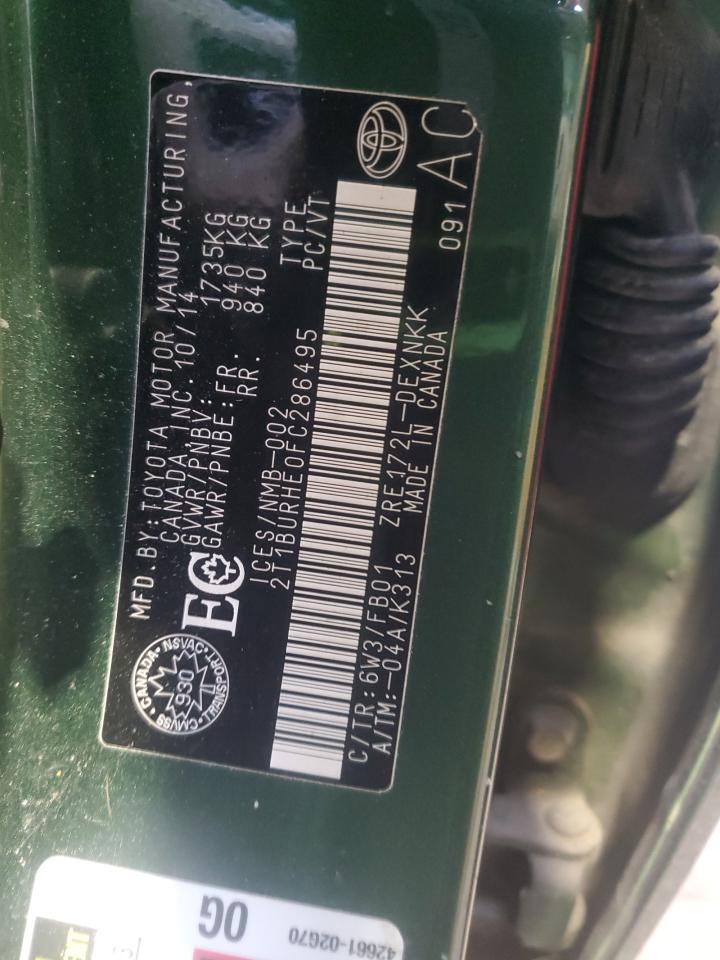 MFD.BY:TOYOTA MOTOR MANUFACTURING,
CANADA, INC. 10/14
GVWR/PNBV: 1735KG
GAWR/PNBE:FR. 940 KG
RR. 840 KG
CANADA • NSVAC • TRANSPORT • CMVSS
930
EC
ICES/NMB-002
TYPE
2T1BURHE0FC286495
PC/VT
C/TR:6W3/FB01 ZRE172L-DEXNKK
A/TM:-04A/K313 MADE IN CANADA
091 AC
0G
42661-02G70